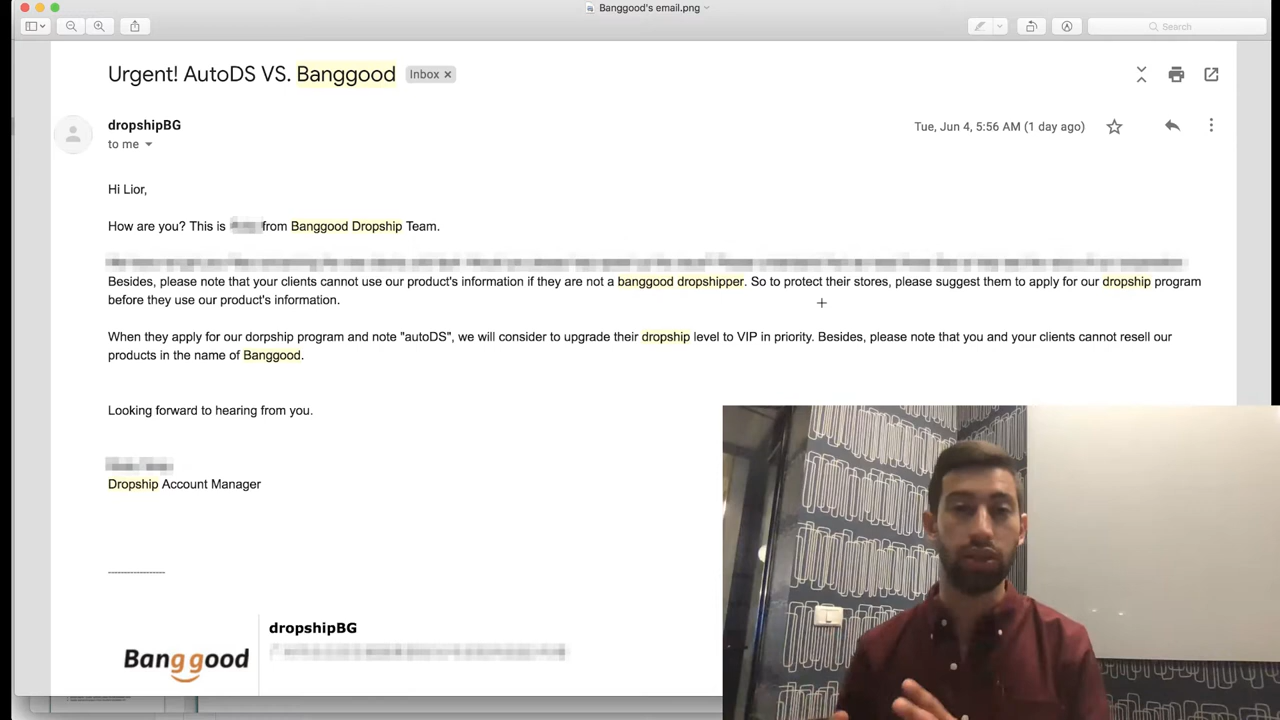 Banggood's email.png
Search
Urgent! AutoDS VS. Banggood Inbox ×
dropshipBG
Tue, Jun 4, 5:56 AM (1 day ago)
to me
Hi Lior,
How are you? This is from Banggood Dropship Team.
Besides, please note that your clients cannot use our product's information if they are not a banggood dropshipper. So to protect their stores, please suggest them to apply for our dropship program
before they use our product's information.
When they apply for our dorpship program and note "autoDS", we will consider to upgrade their dropship level to VIP in priority. Besides, please note that you and your clients cannot resell our
products in the name of Banggood.
Looking forward to hearing from you.
Dropship Account Manager
-----------------
dropshipBG
Banggood